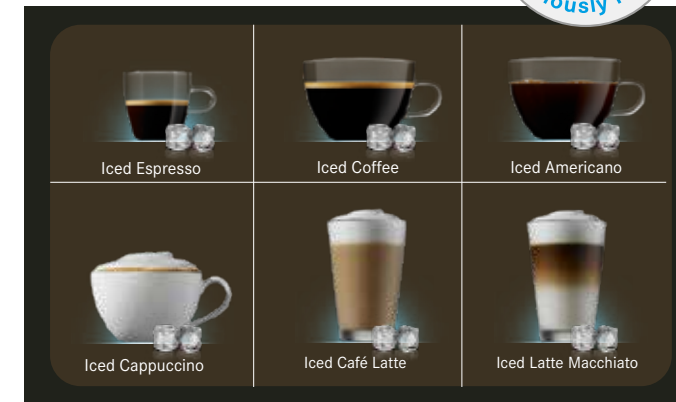 Iced Espresso
Iced Coffee
Iced Americano
Iced Cappuccino
Iced Café Latte
Iced Latte Macchiato